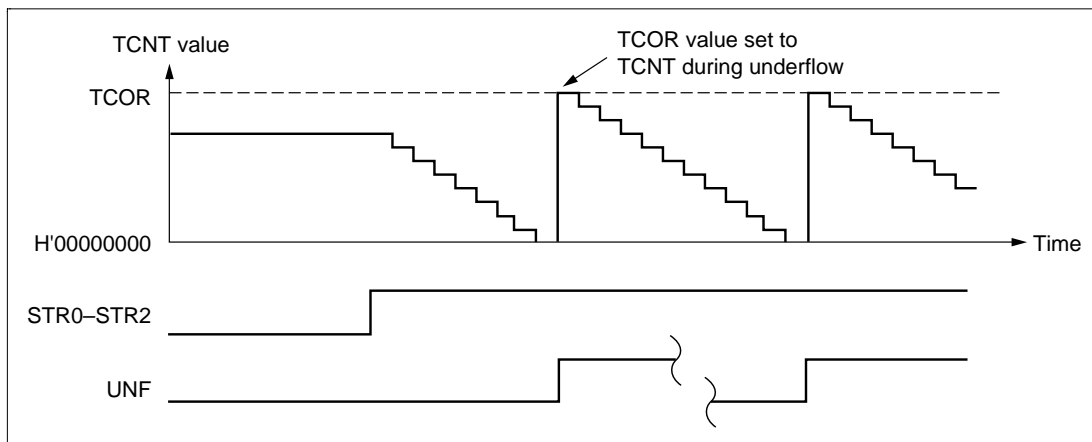 TCNT value
TCOR value set to
TCNT during underflow
TCOR
H'00000000
Time
STR0–STR2
UNF